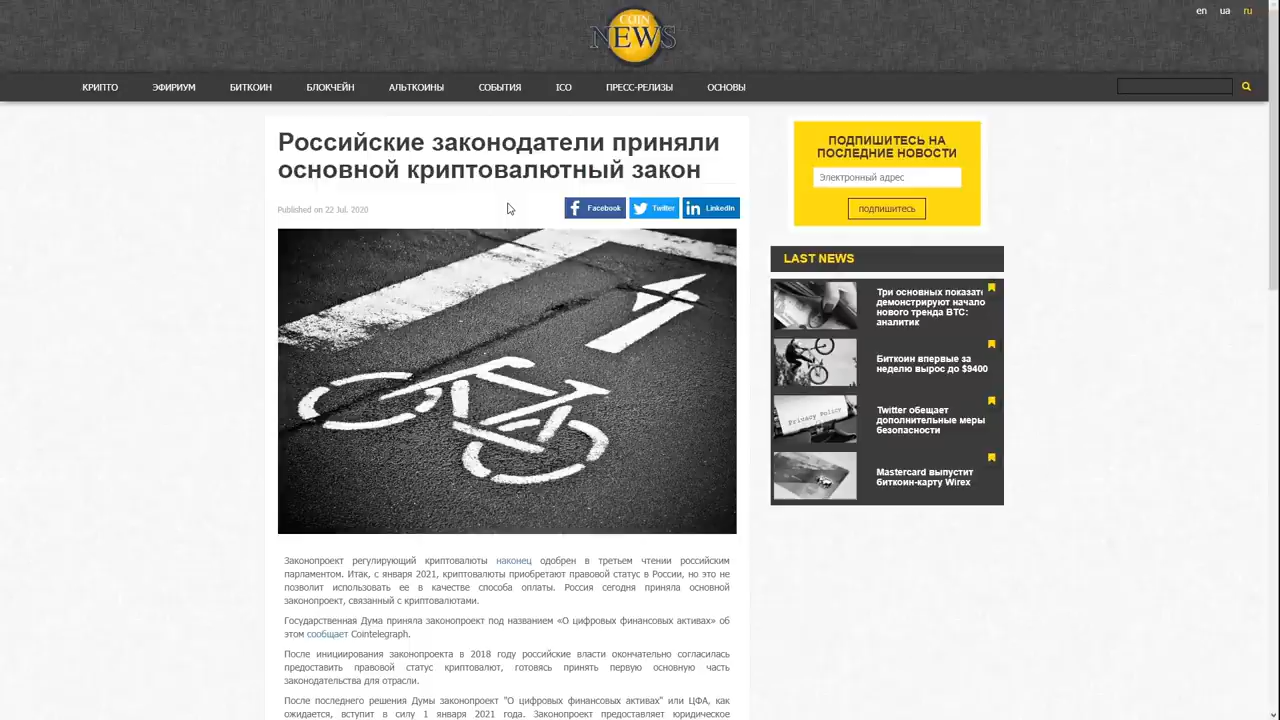 COIN
NEWS
en ua ru
КРИПТО ЭФИРИУМ БИТКОИН БЛОКЧЕЙН АЛЬТКОИНЫ СОБЫТИЯ ICO ПРЕСС-РЕЛИЗЫ ОСНОВЫ
Российские законодатели приняли
основной криптовалютный закон
Published on 22 Jul. 2020
Facebook Twitter LinkedIn
Законопроект регулирующий криптовалюты наконец одобрен в третьем чтении российским
парламентом. Итак, с января 2021, криптовалюты приобретают правовой статус в России, но это не
позволит использовать ее в качестве способа оплаты. Россия сегодня приняла основной
законопроект, связанный с криптовалютами.
Государственная Дума приняла законопроект под названием «О цифровых финансовых активах» об
этом сообщает Cointelegraph.
После инициирования законопроекта в 2018 году российские власти окончательно согласилась
предоставить правовой статус криптовалют, готовясь принять первую основную часть
законодательства для отрасли.
После последнего решения Думы законопроект "О цифровых финансовых активах" или ЦФА, как
ожидается, вступит в силу 1 января 2021 года. Законопроект предоставляет юридическое
ПОДПИШИТЕСЬ НА
ПОСЛЕДНИЕ НОВОСТИ
Электронный адрес
подпишитесь
LAST NEWS
Три основных показат
демонстрируют начало
нового тренда BTC:
аналитик
Биткоин впервые за
неделю вырос до $9400
Twitter обещает
дополнительные меры
безопасности
Privacy Policy
Mastercard выпустит
биткоин-карту Wirex